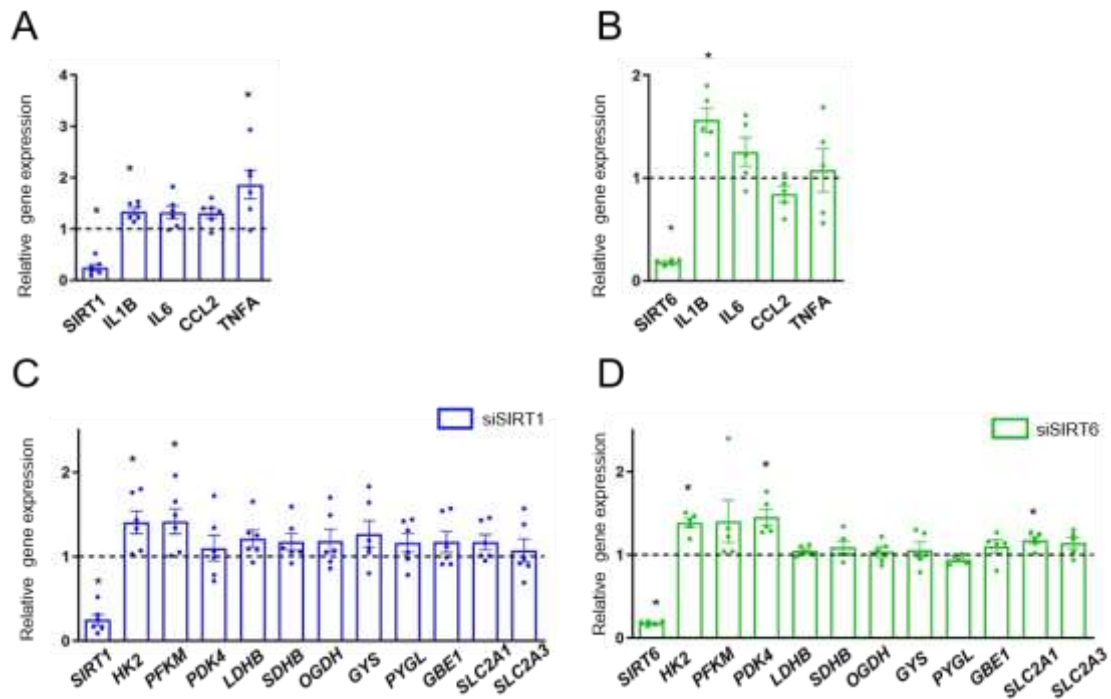 A
Relative gene expression
4
3
2
1
0
*
*
*
SIRT1
IL1B
IL6
CCL2
TNFA
B
Relative gene expression
2
1
0
*
*
SIRT6
IL1B
IL6
CCL2
TNFA
C
siSIRT1
Relative gene expression
2
1
0
*
*
*
SIRT1
HK2
PFKM
PDK4
LDHB
SDHB
OGDH
GYS
PYGL
GBE1
SLC2A1
SLC2A3
D
siSIRT6
Relative gene expression
2
1
0
*
*
*
*
SIRT6
HK2
PFKM
PDK4
LDHB
SDHB
OGDH
GYS
PYGL
GBE1
SLC2A1
SLC2A3